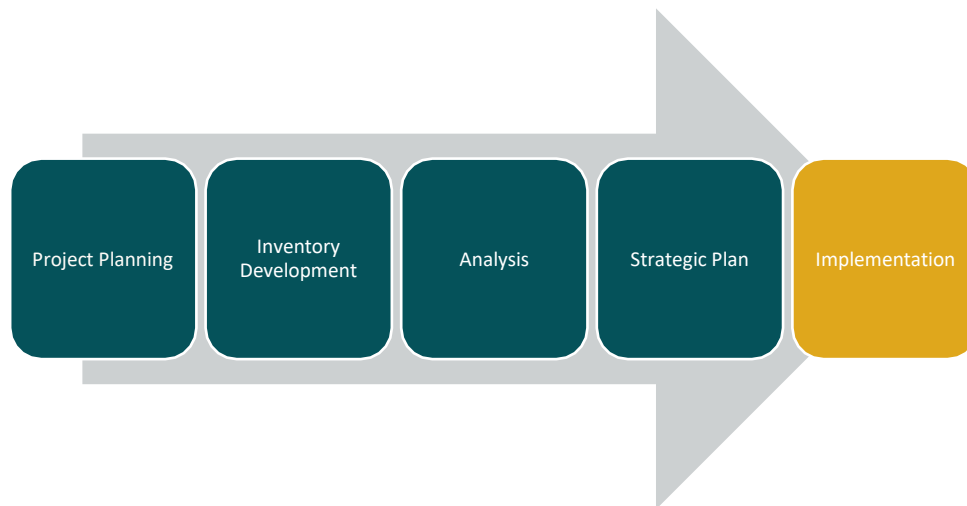 Project Planning
Inventory
Development
Analysis
Strategic Plan
Implementation